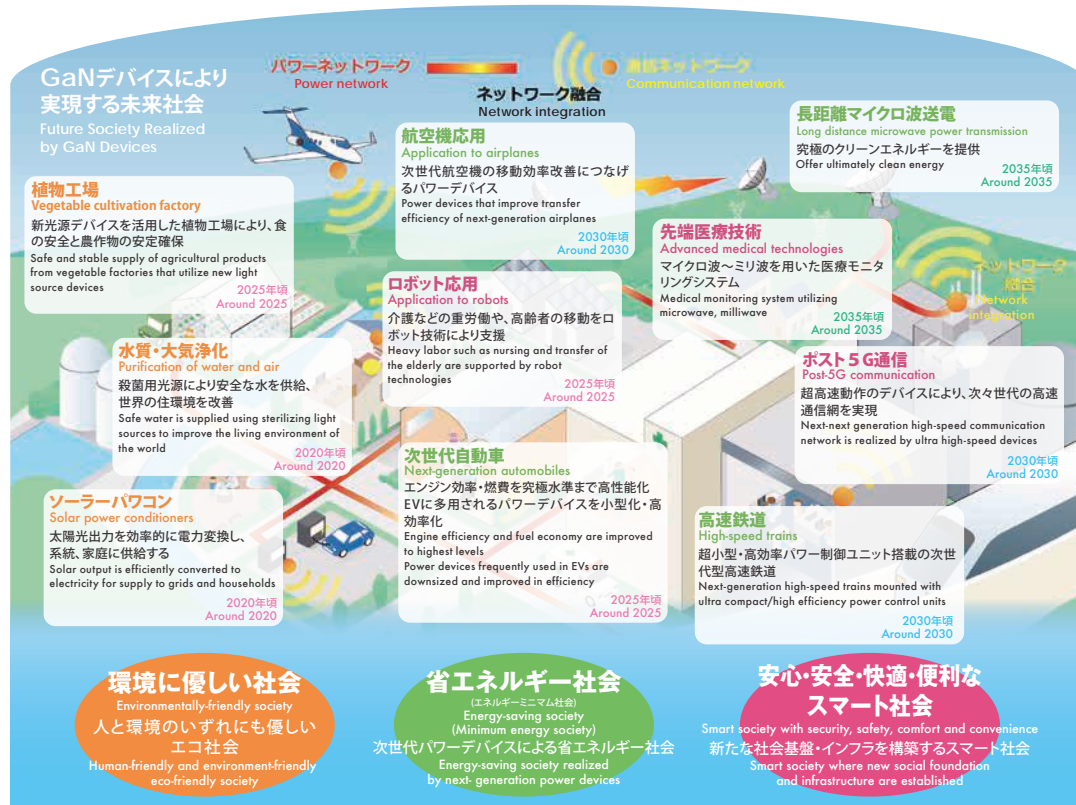 GaNデバイスにより
実現する未来社会
Future Society Realized
by GaN Devices
パワーネットワーク
Power network
ネットワーク融合
Network integration
通信ネットワーク
Communication network
植物工場
Vegetable cultivation factory
新光源デバイスを活用した植物工場により、食
の安全と農作物の安定確保
Safe and stable supply of agricultural products
from vegetable factories that utilize new light
source devices
2025年頃
Around 2025
航空機応用
Application to airplanes
次世代航空機の移動効率改善につなげ
るパワーデバイス
Power devices that improve transfer
efficiency of next-generation airplanes
2030年頃
Around 2030
長距離マイクロ波送電
Long distance microwave power transmission
究極のクリーンエネルギーを提供
Offer ultimately clean energy
2035年頃
Around 2035
先端医療技術
Advanced medical technologies
マイクロ波～ミリ波を用いた医療モニタ
リングシステム
Medical monitoring system utilizing
microwave, milliwave
2035年頃
Around 2035
ネットワーク
融合
Network
integration
ロボット応用
Application to robots
介護などの重労働や、高齢者の移動をロ
ボット技術により支援
Heavy labor such as nursing and transfer of
the elderly are supported by robot
technologies
2025年頃
Around 2025
水質・大気浄化
Purification of water and air
殺菌用光源により安全な水を供給、
世界の住環境を改善
Safe water is supplied using sterilizing light
sources to improve the living environment of
the world
2020年頃
Around 2020
ポスト５G通信
Post-5G communication
超高速動作のデバイスにより、次々世代の高速
通信網を実現
Next-next generation high-speed communication
network is realized by ultra high-speed devices
2030年頃
Around 2030
次世代自動車
Next-generation automobiles
エンジン効率・燃費を究極水準まで高性能化
EVに多用されるパワーデバイスを小型化・高
効率化
Engine efficiency and fuel economy are improved
to highest levels
Power devices frequently used in EVs are
downsized and improved in efficiency
2025年頃
Around 2025
ソーラーパワコン
Solar power conditioners
太陽光出力を効率的に電力変換し、
系統、家庭に供給する
Solar output is efficiently converted to
electricity for supply to grids and households
2020年頃
Around 2020
高速鉄道
High-speed trains
超小型・高効率パワー制御ユニット搭載の次世
代型高速鉄道
Next-generation high-speed trains mounted with
ultra compact/high efficiency power control units
2030年頃
Around 2030
環境に優しい社会
Environmentally-friendly society
人と環境のいずれにも優しい
エコ社会
Human-friendly and environment-friendly
eco-friendly society
省エネルギー社会
(エネルギーミニマム社会)
Energy-saving society
(Minimum energy society)
次世代パワーデバイスによる省エネルギー社会
Energy-saving society realized
by next- generation power devices
安心・安全・快適・便利な
スマート社会
Smart society with security, safety, comfort and convenience
新たな社会基盤・インフラを構築するスマート社会
Smart society where new social foundation
and infrastructure are established